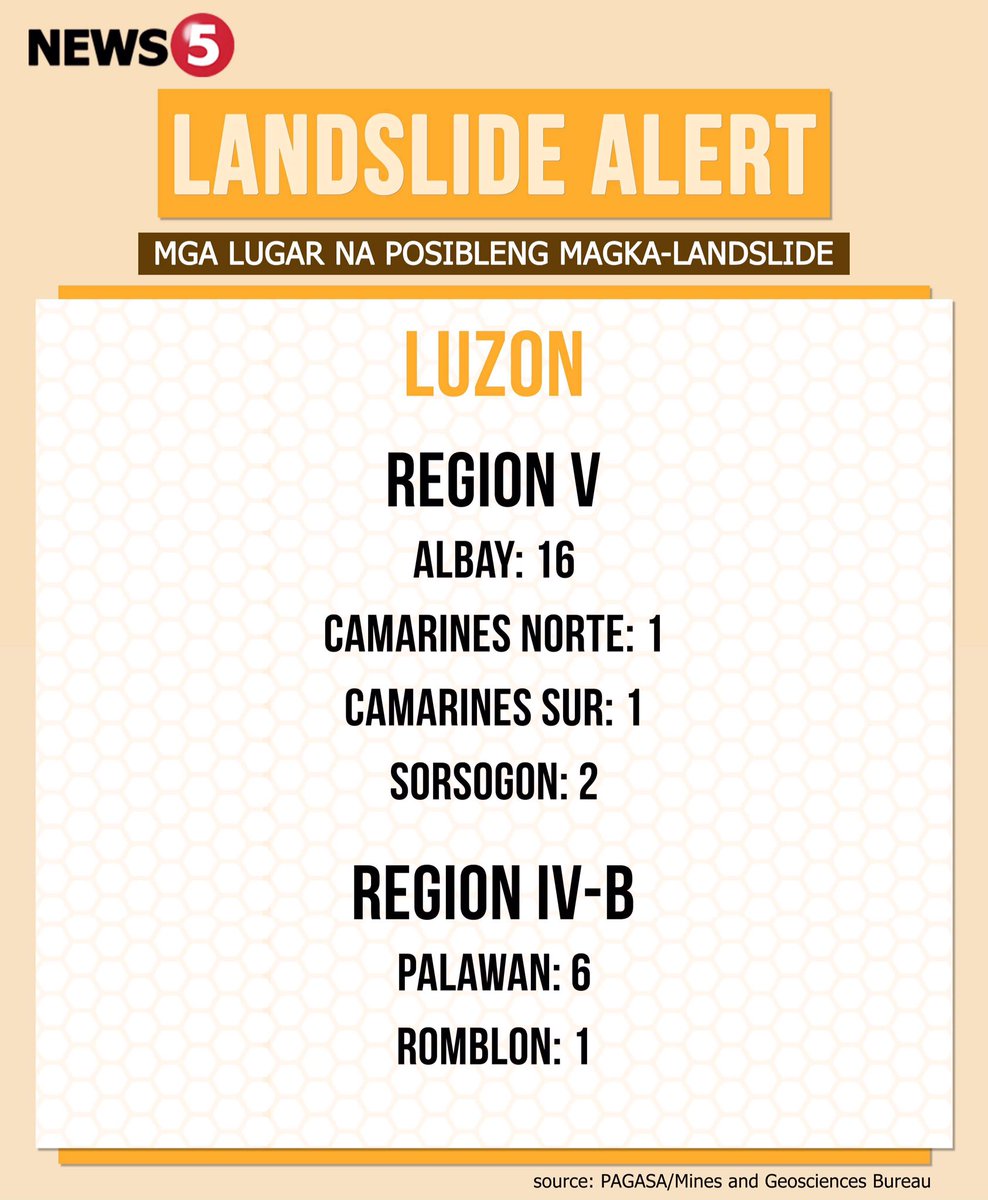 NEWS5
LANDSLIDE ALERT
MGA LUGAR NA POSIBLENG MAGKA-LANDSLIDE
LUZON
REGION V
ALBAY: 16
CAMARINES NORTE: 1
CAMARINES SUR: 1
SORSOGON: 2
REGION IV-B
PALAWAN: 6
ROMBLON: 1
source: PAGASA/Mines and Geosciences Bureau